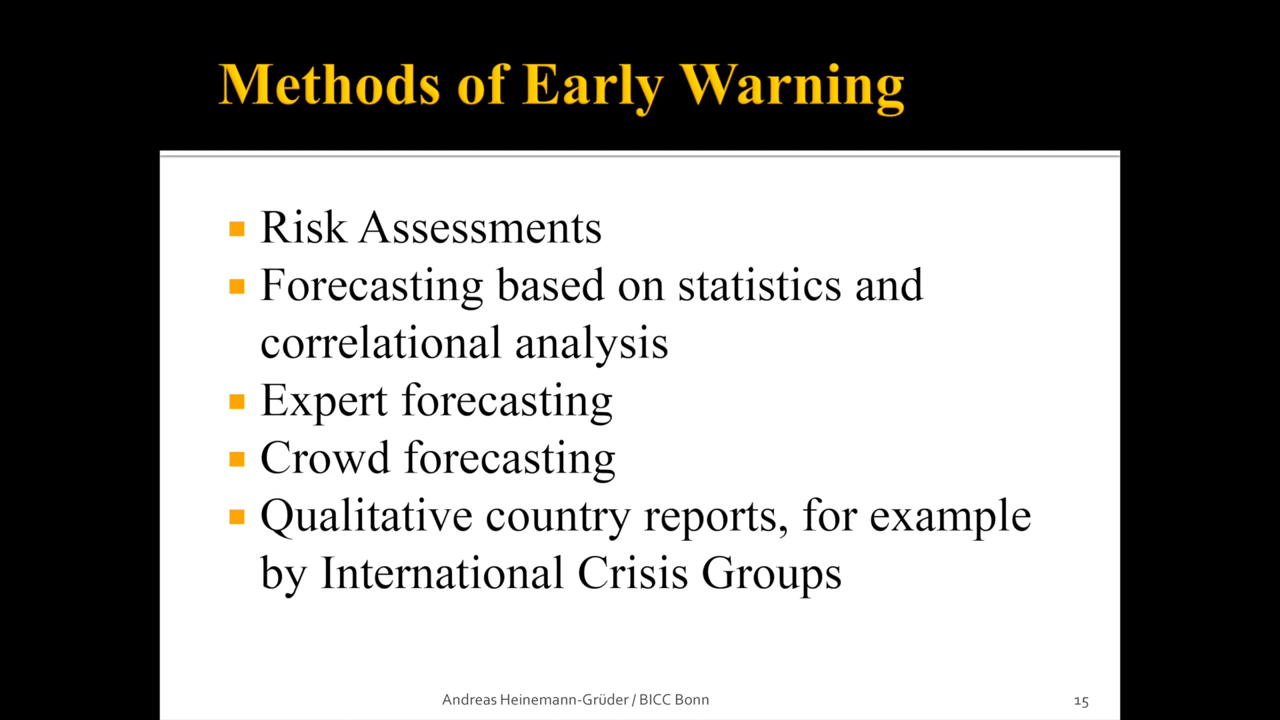 Methods of Early Warning
Risk Assessments
Forecasting based on statistics and
correlational analysis
Expert forecasting
Crowd forecasting
Qualitative country reports, for example
by International Crisis Groups
Andreas Heinemann-Grüder / BICC Bonn
15